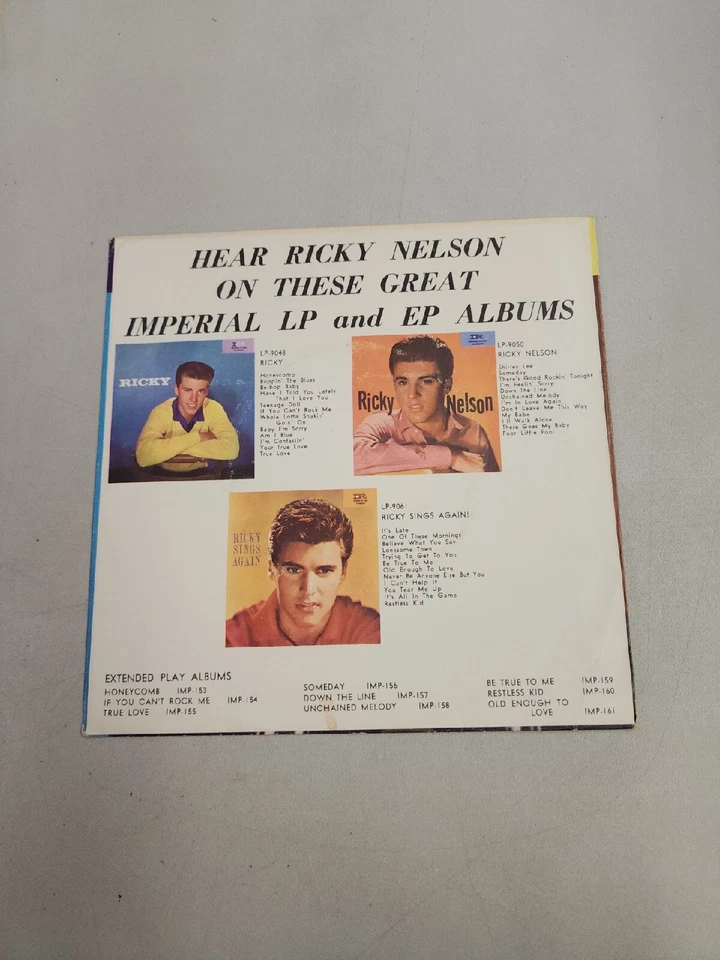 HEAR RICKY NELSON
ON THESE GREAT
IMPERIAL LP and EP ALBUMS
RICKY
LP-9048
RICKY
Honeycomb
Boppin' The Blues
Be-bop Baby
Have I Told You Lately
That I Love You
Teenage Doll
If You Can't Rock Me
Whole Lotta Shakin'
Goin' On
Baby I'm Sorry
Am I Blue
I'm Confessin'
Your True Love
True Love
Ricky Nelson
LP-9050
RICKY NELSON
Shirley Lee
Someday
There's Good Rockin' Tonight
I'm Feelin' Sorry
Down The Line
Unchained Melody
I'm In Love Again
Don't Leave Me This Way
My Babe
I'll Walk Alone
There Goes My Baby
Poor Little Fool
RICKY
SINGS
AGAIN
LP-906
RICKY SINGS AGAIN!
It's Late
One Of These Mornings
Believe What You Say
Lonesome Town
Trying To Get To You
Be True To Me
Old Enough To Love
Never Be Anyone Else But You
I Can't Help It
You Tear Me Up
It's All In The Game
Restless Kid
EXTENDED PLAY ALBUMS
HONEYCOMB IMP-153
IF YOU CAN'T ROCK ME IMP-154
TRUE LOVE IMP-155
SOMEDAY IMP-156
DOWN THE LINE IMP-157
UNCHAINED MELODY IMP-158
BE TRUE TO ME IMP-159
RESTLESS KID IMP-160
OLD ENOUGH TO
LOVE IMP-161